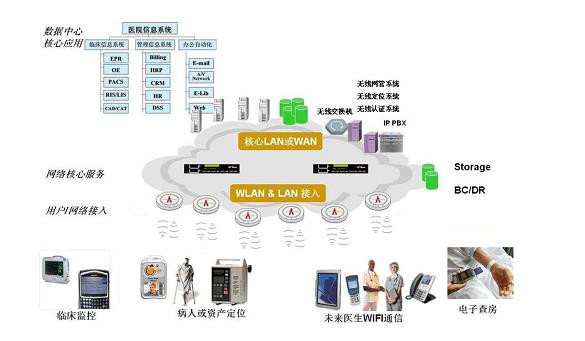 数据中心
核心应用
医院信息系统
临床信息系统
管理信息系统
办公自动化
EPR
OE
PACS
RIS/LIS
CAD/CAT
Billing
HRP
CRM
HR
DSS
E-mail
A/V
Network
E-Lib
Web
无线网管系统
无线定位系统
无线认证系统
无线交换机
IP PBX
核心LAN或WAN
网络核心服务
Storage
WLAN & LAN 接入
BC/DR
用户/网络接入
临床监控
病人或资产定位
未来医生WIFI通信
电子查房